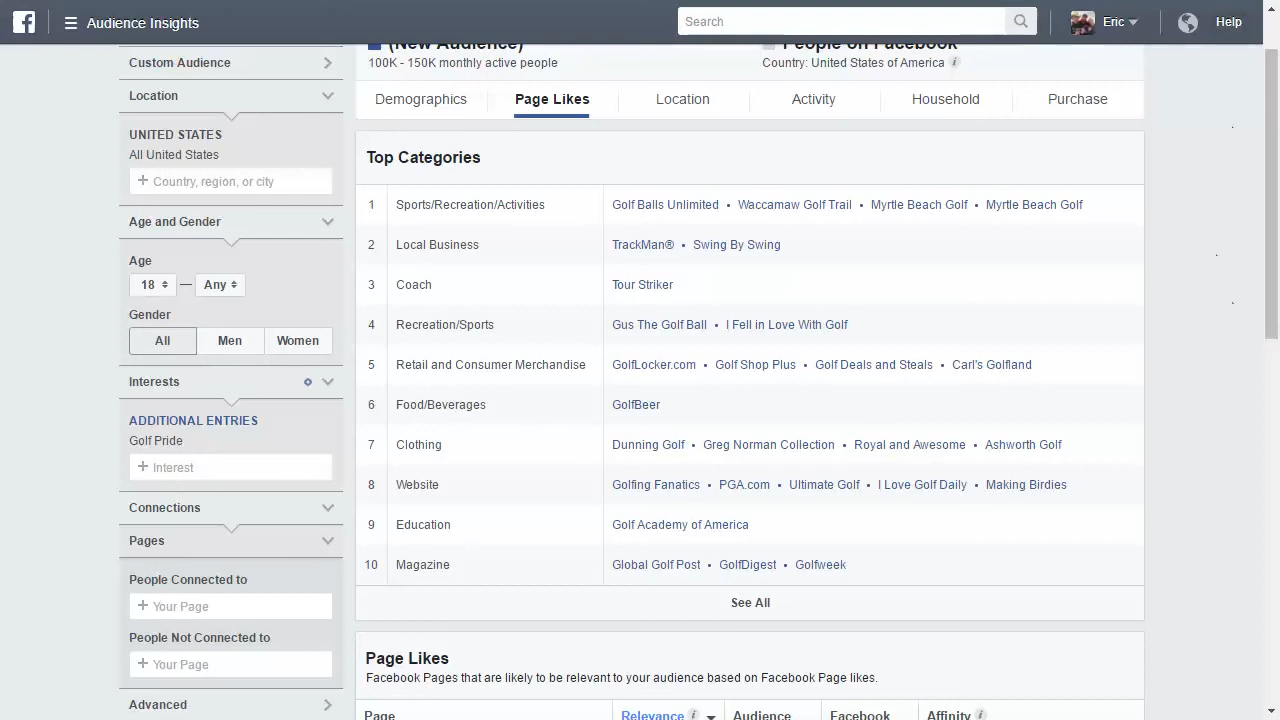 f Audience Insights Search Eric Help
(New Audience) People on Facebook
100K - 150K monthly active people Country: United States of America i
Demographics Page Likes Location Activity Household Purchase
Custom Audience
Location
UNITED STATES
All United States
+ Country, region, or city
Age and Gender
Age
18 — Any
Gender
All Men Women
Interests
ADDITIONAL ENTRIES
Golf Pride
+ Interest
Connections
Pages
People Connected to
+ Your Page
People Not Connected to
+ Your Page
Advanced
Top Categories
1 Sports/Recreation/Activities Golf Balls Unlimited • Waccamaw Golf Trail • Myrtle Beach Golf • Myrtle Beach Golf
2 Local Business TrackMan® • Swing By Swing
3 Coach Tour Striker
4 Recreation/Sports Gus The Golf Ball • I Fell in Love With Golf
5 Retail and Consumer Merchandise GolfLocker.com • Golf Shop Plus • Golf Deals and Steals • Carl's Golfland
6 Food/Beverages GolfBeer
7 Clothing Dunning Golf • Greg Norman Collection • Royal and Awesome • Ashworth Golf
8 Website Golfing Fanatics • PGA.com • Ultimate Golf • I Love Golf Daily • Making Birdies
9 Education Golf Academy of America
10 Magazine Global Golf Post • GolfDigest • Golfweek
See All
Page Likes
Facebook Pages that are likely to be relevant to your audience based on Facebook Page likes.
Page Relevance i Audience Facebook Affinity i